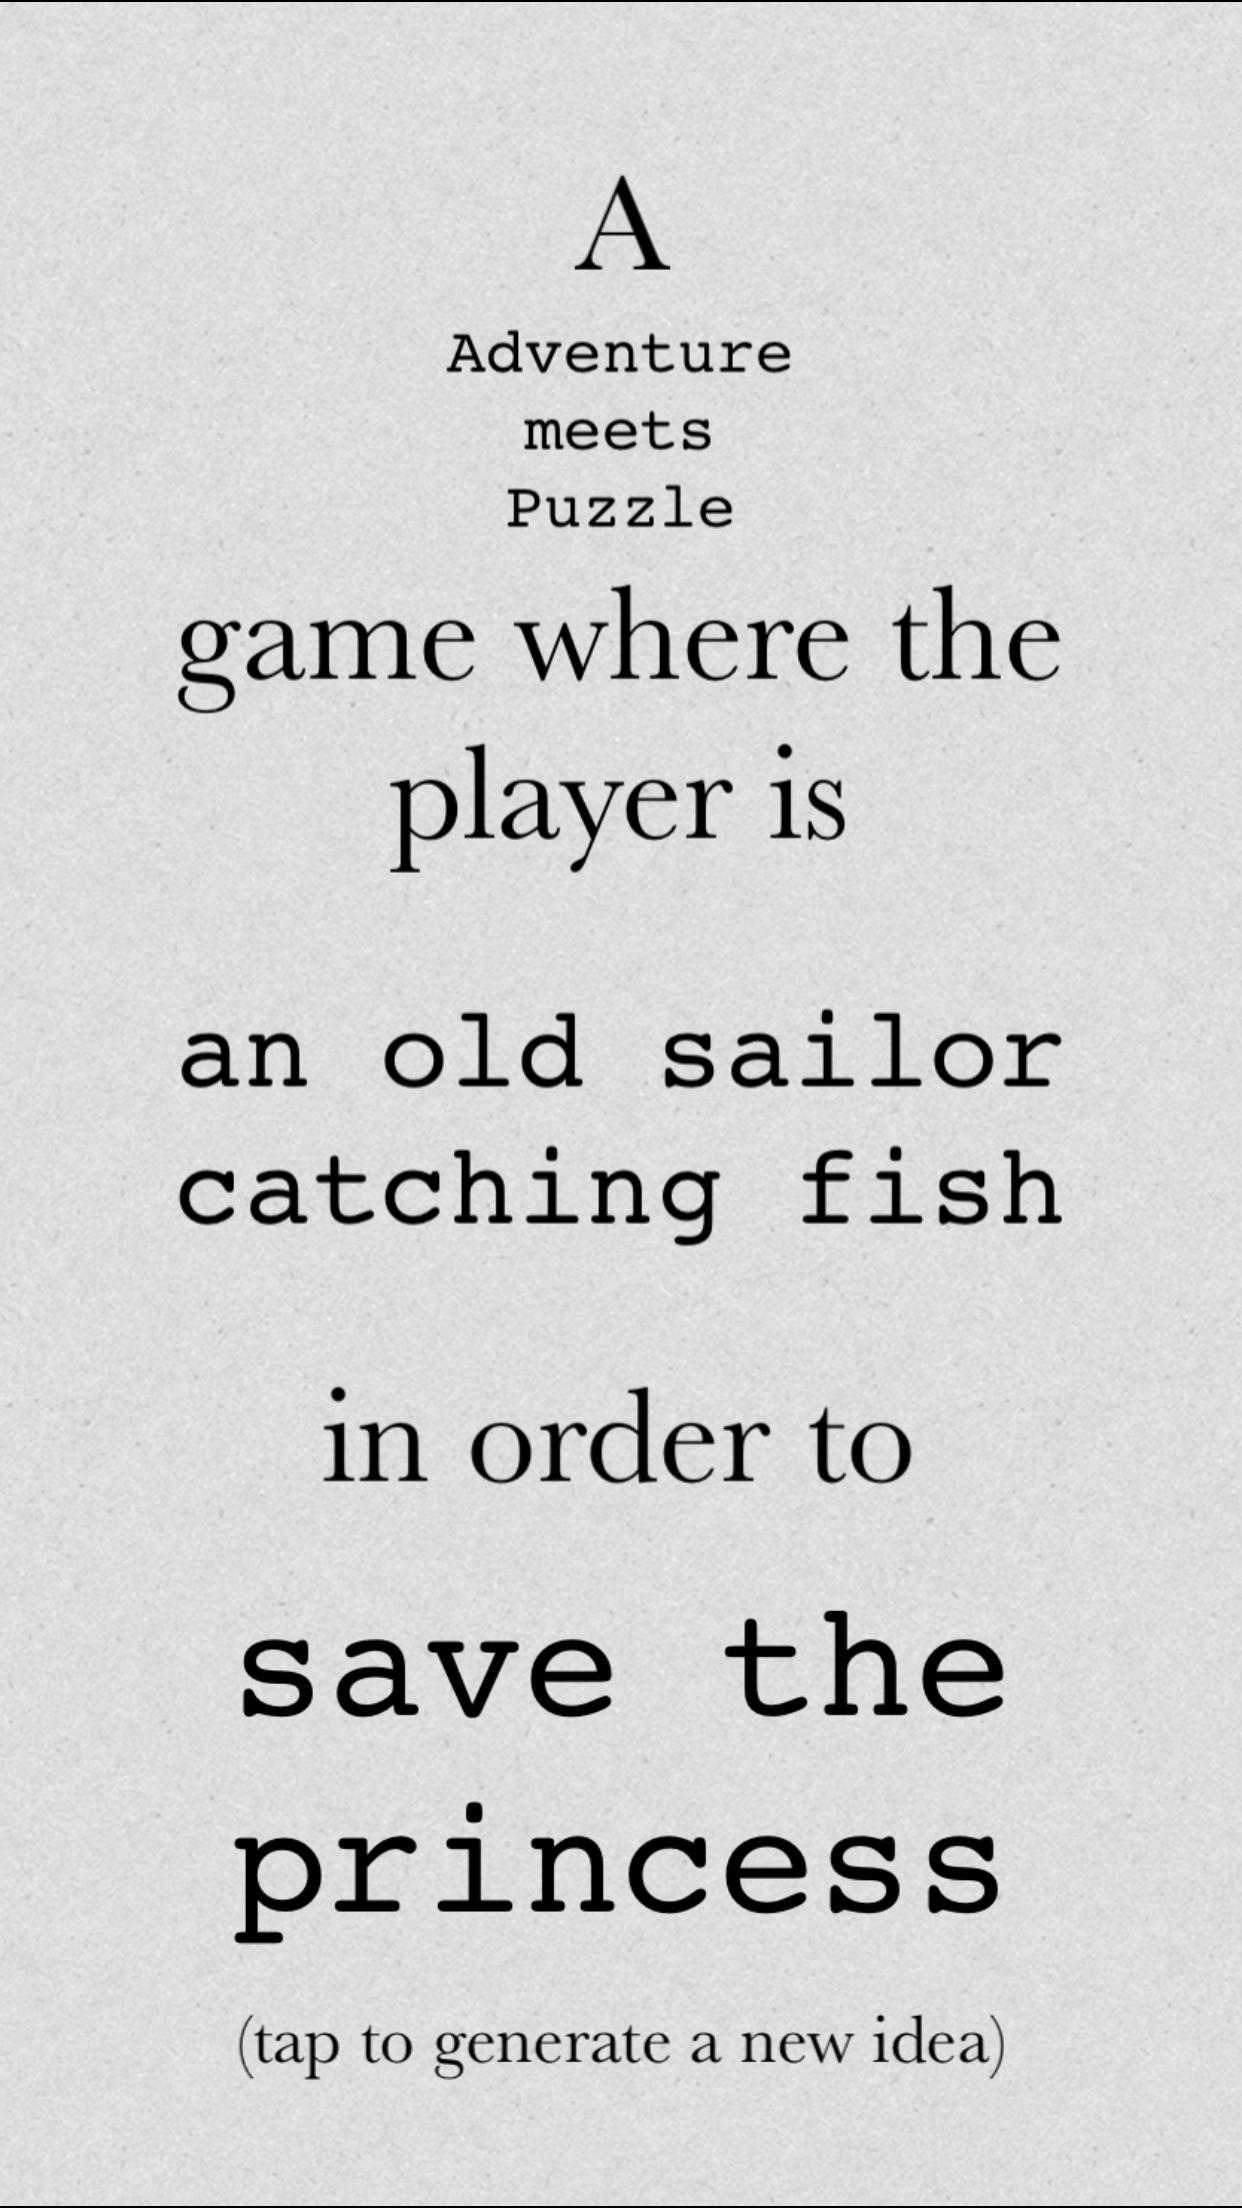 A
Adventure
meets
Puzzle
game where the
player is
an old sailor
catching fish
in order to
save the
princess
(tap to generate a new idea)